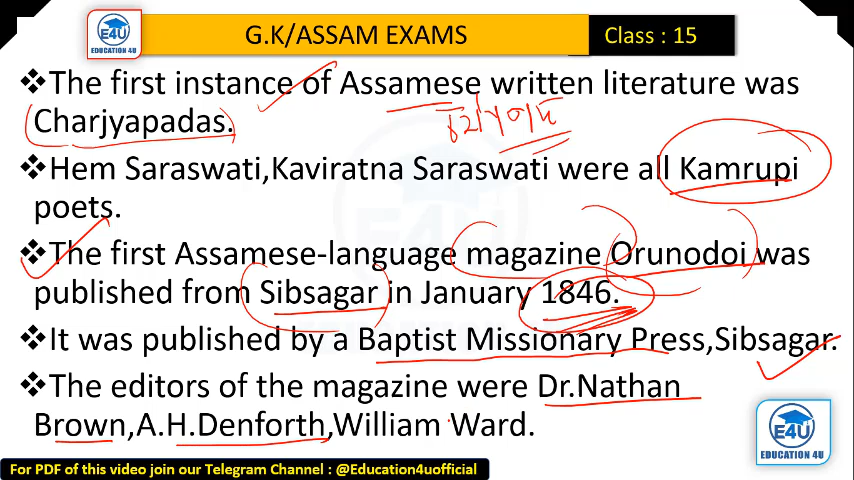 E4U
EDUCATION 4U
G.K/ASSAM EXAMS
Class : 15
❖The first instance of Assamese written literature was
Charjyapadas.
❖Hem Saraswati,Kaviratna Saraswati were all Kamrupi
poets.
❖The first Assamese-language magazine Orunodoi was
published from Sibsagar in January 1846.
❖It was published by a Baptist Missionary Press,Sibsagar.
❖The editors of the magazine were Dr.Nathan
Brown,A.H.Denforth,William Ward.
E4U
EDUCATION 4U
For PDF of this video join our Telegram Channel : @Education4uofficial